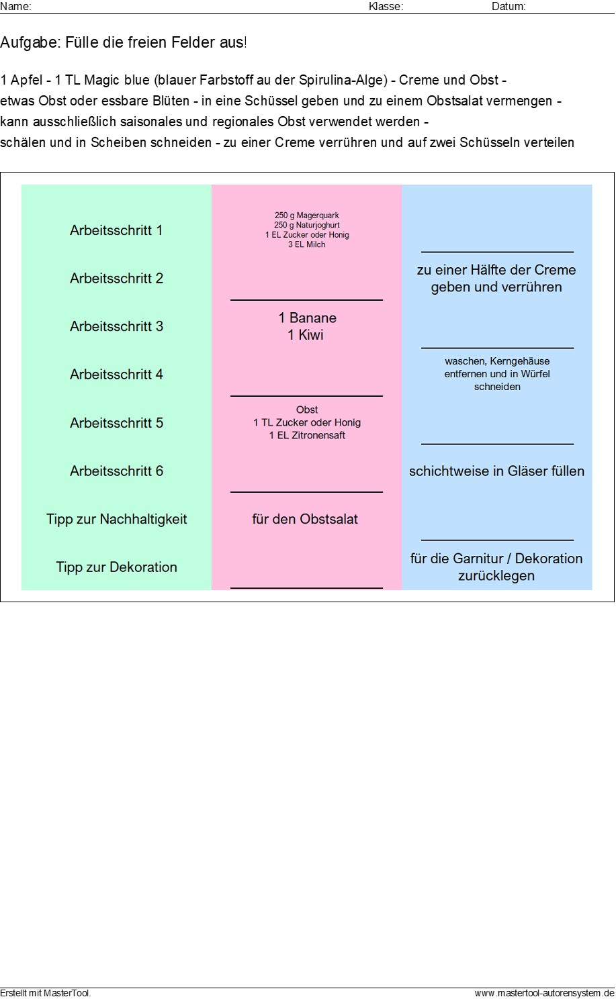 Name: Klasse: Datum:
Aufgabe: Fülle die freien Felder aus!
1 Apfel - 1 TL Magic blue (blauer Farbstoff au der Spirulina-Alge) - Creme und Obst -
etwas Obst oder essbare Blüten - in eine Schüssel geben und zu einem Obstsalat vermengen -
kann ausschließlich saisonales und regionales Obst verwendet werden -
schälen und in Scheiben schneiden - zu einer Creme verrühren und auf zwei Schüsseln verteilen
Arbeitsschritt 1
250 g Magerquark
250 g Naturjoghurt
1 EL Zucker oder Honig
3 EL Milch
Arbeitsschritt 2
zu einer Hälfte der Creme
geben und verrühren
Arbeitsschritt 3
1 Banane
1 Kiwi
Arbeitsschritt 4
waschen, Kerngehäuse
entfernen und in Würfel
schneiden
Arbeitsschritt 5
Obst
1 TL Zucker oder Honig
1 EL Zitronensaft
Arbeitsschritt 6
schichtweise in Gläser füllen
Tipp zur Nachhaltigkeit
für den Obstsalat
Tipp zur Dekoration
für die Garnitur / Dekoration
zurücklegen
Erstellt mit MasterTool. www.mastertool-autorensystem.de